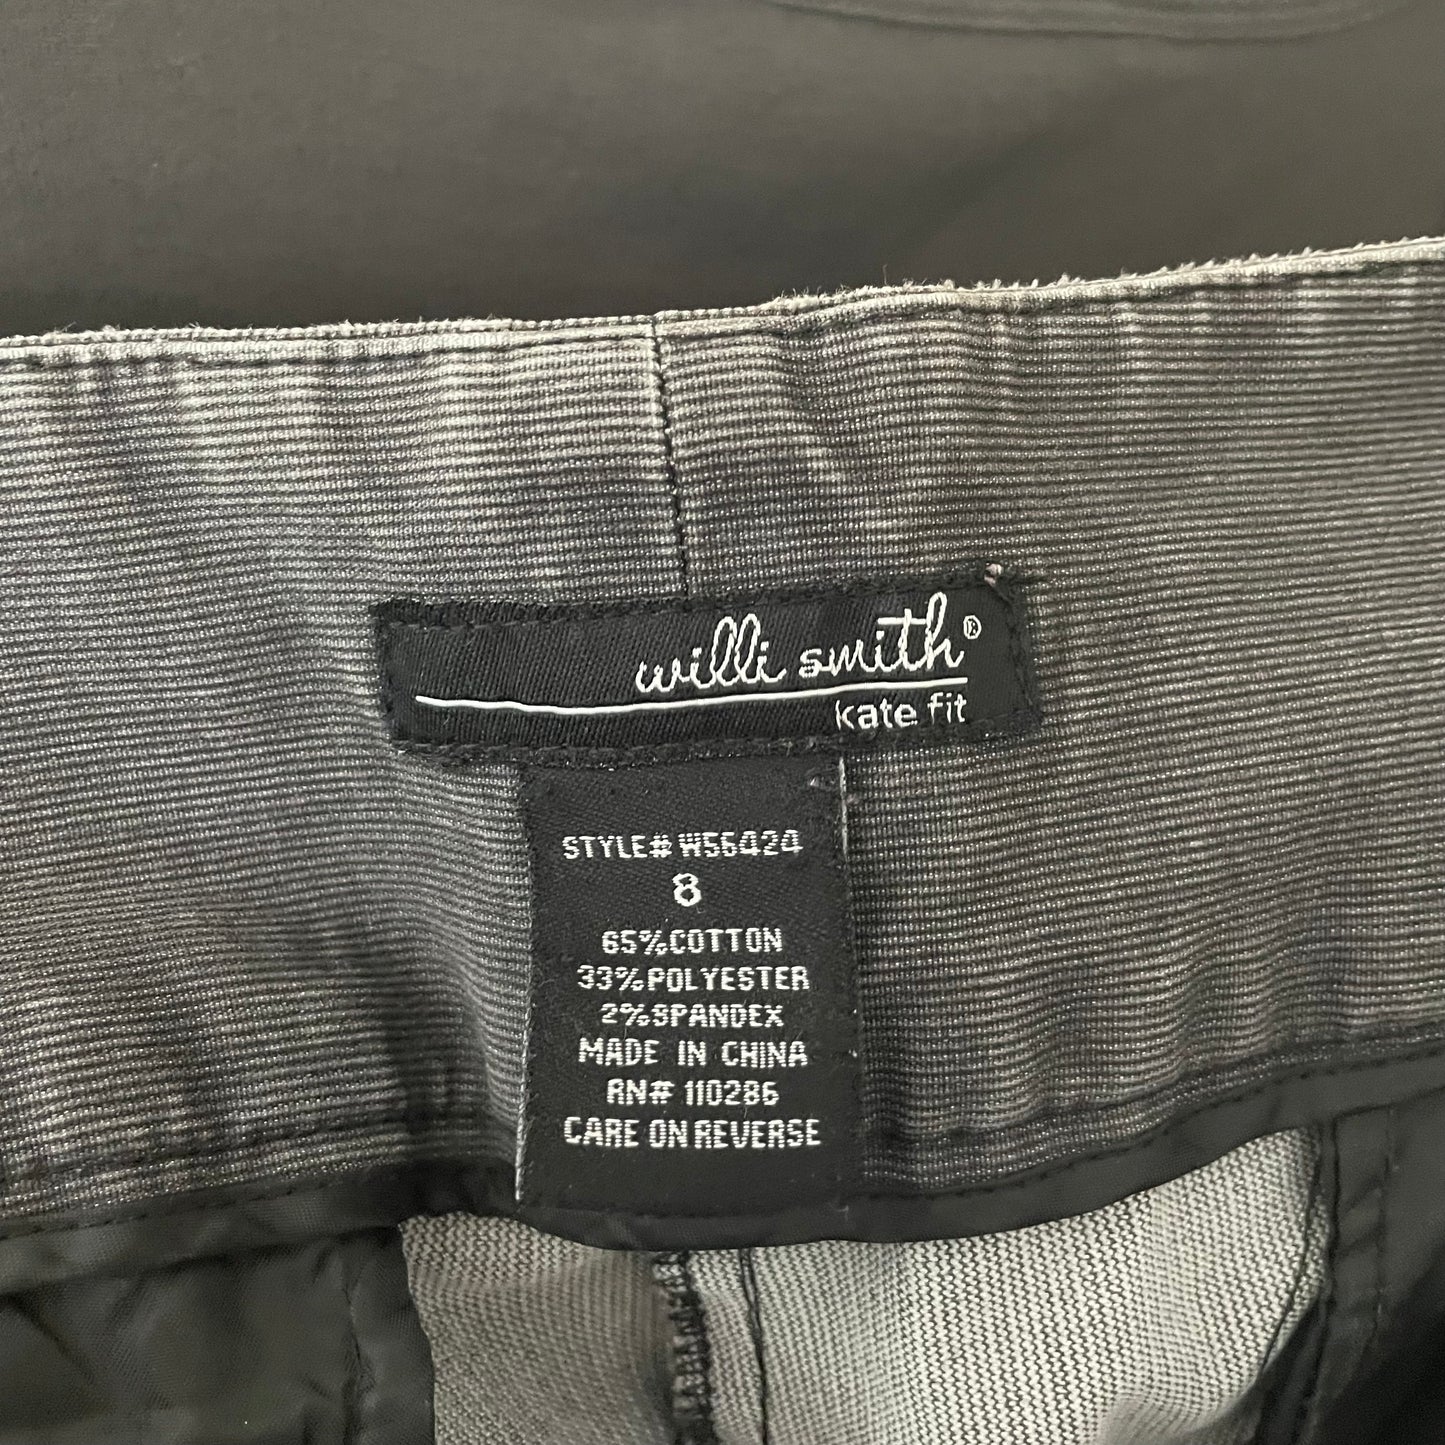 willi smith®
kate fit
STYLE# W56424
8
65%COTTON
33%POLYESTER
2%SPANDEX
MADE IN CHINA
RN# 110286
CARE ON REVERSE